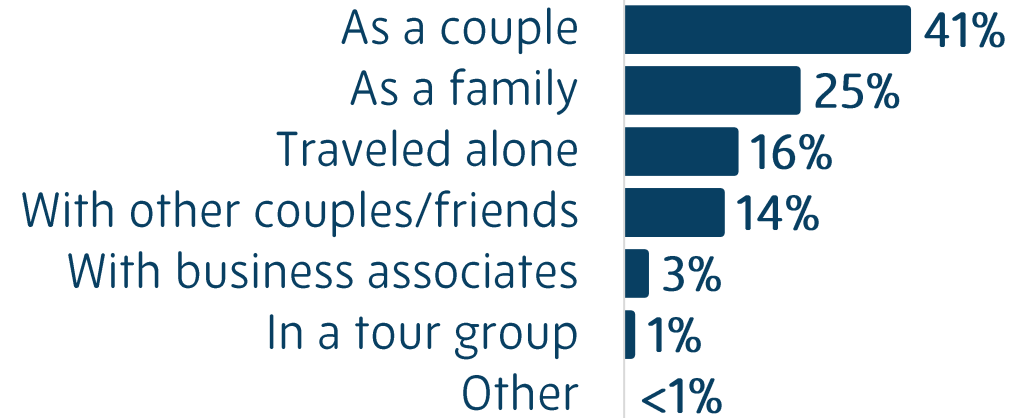 As a couple 41%
As a family 25%
Traveled alone 16%
With other couples/friends 14%
With business associates 3%
In a tour group 1%
Other <1%